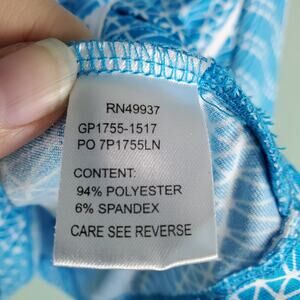 RN49937
GP1755-1517
PO 7P1755LN
CONTENT:
94% POLYESTER
6% SPANDEX
CARE SEE REVERSE